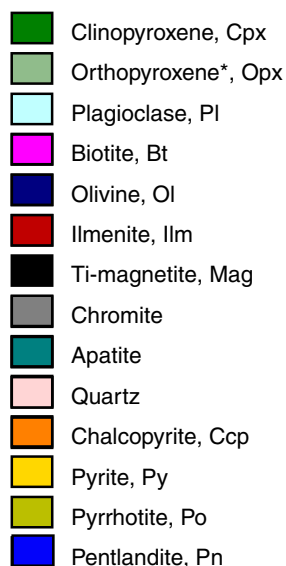 Clinopyroxene, Cpx
Orthopyroxene*, Opx
Plagioclase, Pl
Biotite, Bt
Olivine, Ol
Ilmenite, Ilm
Ti-magnetite, Mag
Chromite
Apatite
Quartz
Chalcopyrite, Ccp
Pyrite, Py
Pyrrhotite, Po
Pentlandite, Pn